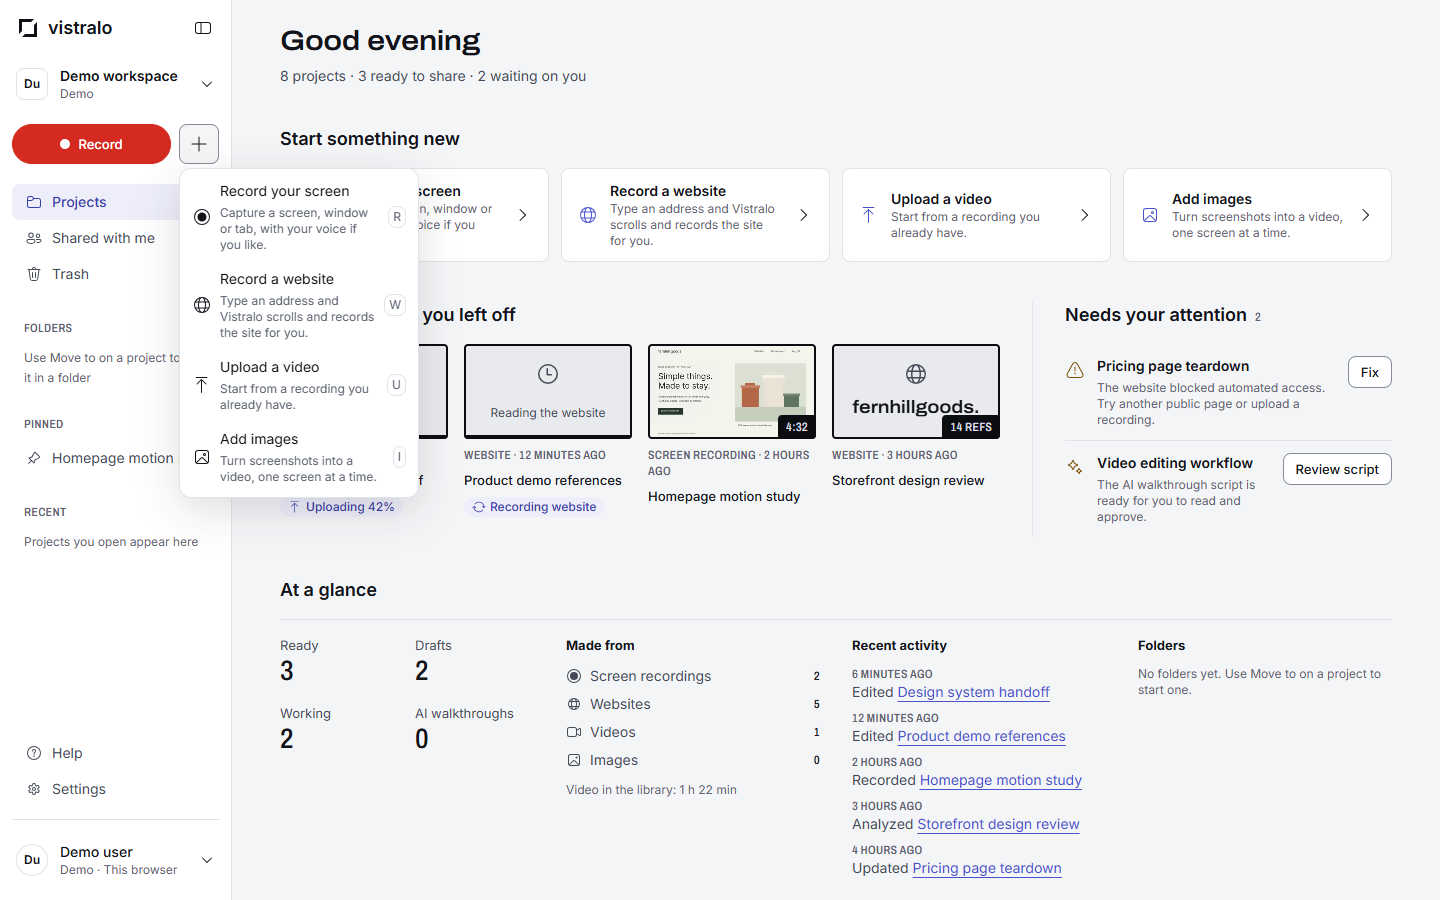 vistralo
Du
Demo workspace
Demo
Record
Projects
Shared with me
Trash
FOLDERS
Use Move to on a project to
it in a folder
PINNED
Homepage motion
RECENT
Projects you open appear here
Help
Settings
Du
Demo user
Demo · This browser
Record your screen
Capture a screen, window
or tab, with your voice if
you like.
R
Record a website
Type an address and
Vistralo scrolls and records
the site for you.
W
Upload a video
Start from a recording you
already have.
U
Add images
Turn screenshots into a
video, one screen at a time.
I
Good evening
8 projects · 3 ready to share · 2 waiting on you
Start something new
screen
window or
if you
Record a website
Type an address and Vistralo
scrolls and records the site
for you.
Upload a video
Start from a recording you
already have.
Add images
Turn screenshots into a video,
one screen at a time.
you left off
Uploading 42%
Reading the website
WEBSITE · 12 MINUTES AGO
Product demo references
Recording website
fernhillgoods
Simple things.
Made to stay.
4:32
SCREEN RECORDING · 2 HOURS
AGO
Homepage motion study
fernhillgoods.
14 REFS
WEBSITE · 3 HOURS AGO
Storefront design review
Needs your attention 2
Pricing page teardown
The website blocked automated access.
Try another public page or upload a
recording.
Fix
Video editing workflow
The AI walkthrough script is
ready for you to read and
approve.
Review script
At a glance
Ready
3
Drafts
2
Working
2
AI walkthroughs
0
Made from
Screen recordings 2
Websites 5
Videos 1
Images 0
Video in the library: 1 h 22 min
Recent activity
6 MINUTES AGO
Edited Design system handoff
12 MINUTES AGO
Edited Product demo references
2 HOURS AGO
Recorded Homepage motion study
3 HOURS AGO
Analyzed Storefront design review
4 HOURS AGO
Updated Pricing page teardown
Folders
No folders yet. Use Move to on a project to
start one.